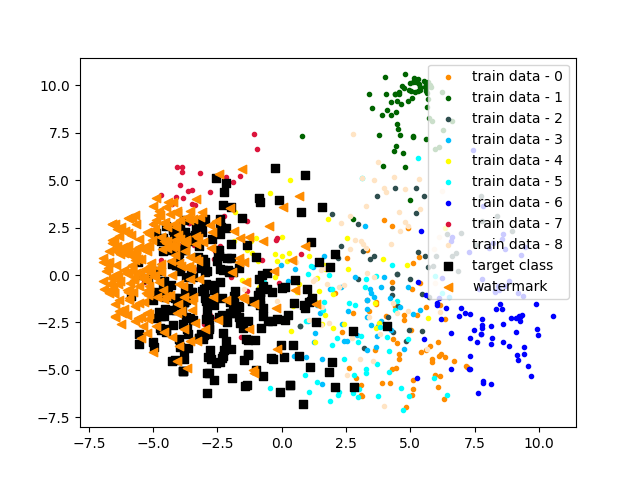 10.0
7.5
5.0
2.5
0.0
−2.5
−5.0
−7.5
−7.5
−5.0
−2.5
0.0
2.5
5.0
7.5
10.0
train data - 0
train data - 1
train data - 2
train data - 3
train data - 4
train data - 5
train data - 6
train data - 7
train data - 8
target class
watermark